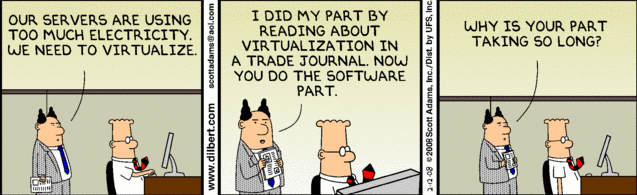 OUR SERVERS ARE USING
TOO MUCH ELECTRICITY.
WE NEED TO VIRTUALIZE.
www.dilbert.com scottadams@aol.com
I DID MY PART BY
READING ABOUT
VIRTUALIZATION IN
A TRADE JOURNAL. NOW
YOU DO THE SOFTWARE
PART.
2-12-08 ©2008 Scott Adams, Inc./Dist. by UFS, Inc.
WHY IS YOUR PART
TAKING SO LONG?